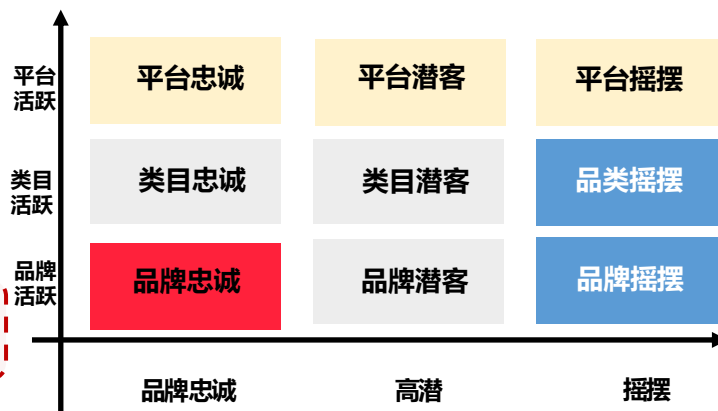 平台
活跃
平台忠诚
平台潜客
平台摇摆
类目
活跃
类目忠诚
类目潜客
品类摇摆
品牌
活跃
品牌忠诚
品牌潜客
品牌摇摆
品牌忠诚
高潜
摇摆